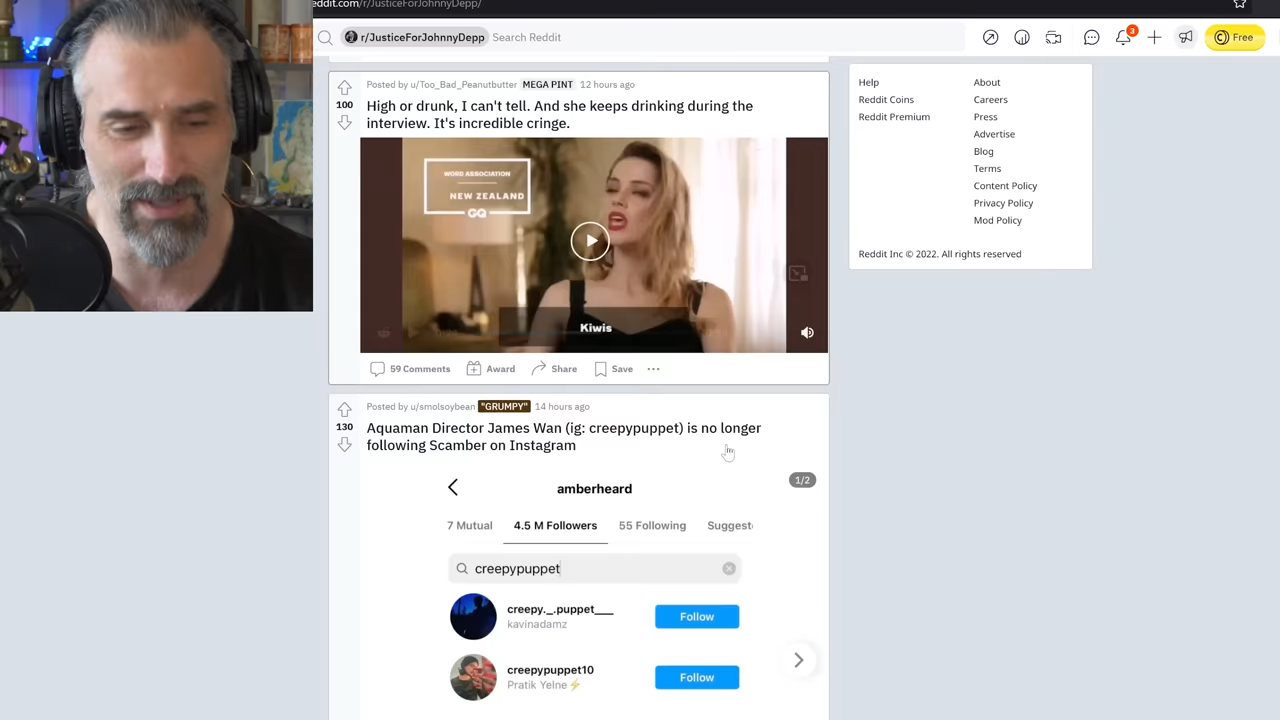 eddit.com/r/JusticeForJohnnyDepp/
r/JusticeForJohnnyDepp Search Reddit
3
Free
Posted by u/Too_Bad_Peanutbutter MEGA PINT 12 hours ago
100
High or drunk, I can't tell. And she keeps drinking during the
interview. It's incredible cringe.
WORD ASSOCIATION
NEW ZEALAND
GQ
Kiwis
59 Comments Award Share Save
Posted by u/smolsoybean "GRUMPY" 14 hours ago
130
Aquaman Director James Wan (ig: creepypuppet) is no longer
following Scamber on Instagram
amberheard
1/2
7 Mutual 4.5 M Followers 55 Following Suggest
creepypuppet
creepy._.puppet___
kavinadamz
Follow
creepypuppet10
Pratik Yelne⚡
Follow
Help
About
Reddit Coins
Careers
Reddit Premium
Press
Advertise
Blog
Terms
Content Policy
Privacy Policy
Mod Policy
Reddit Inc © 2022. All rights reserved